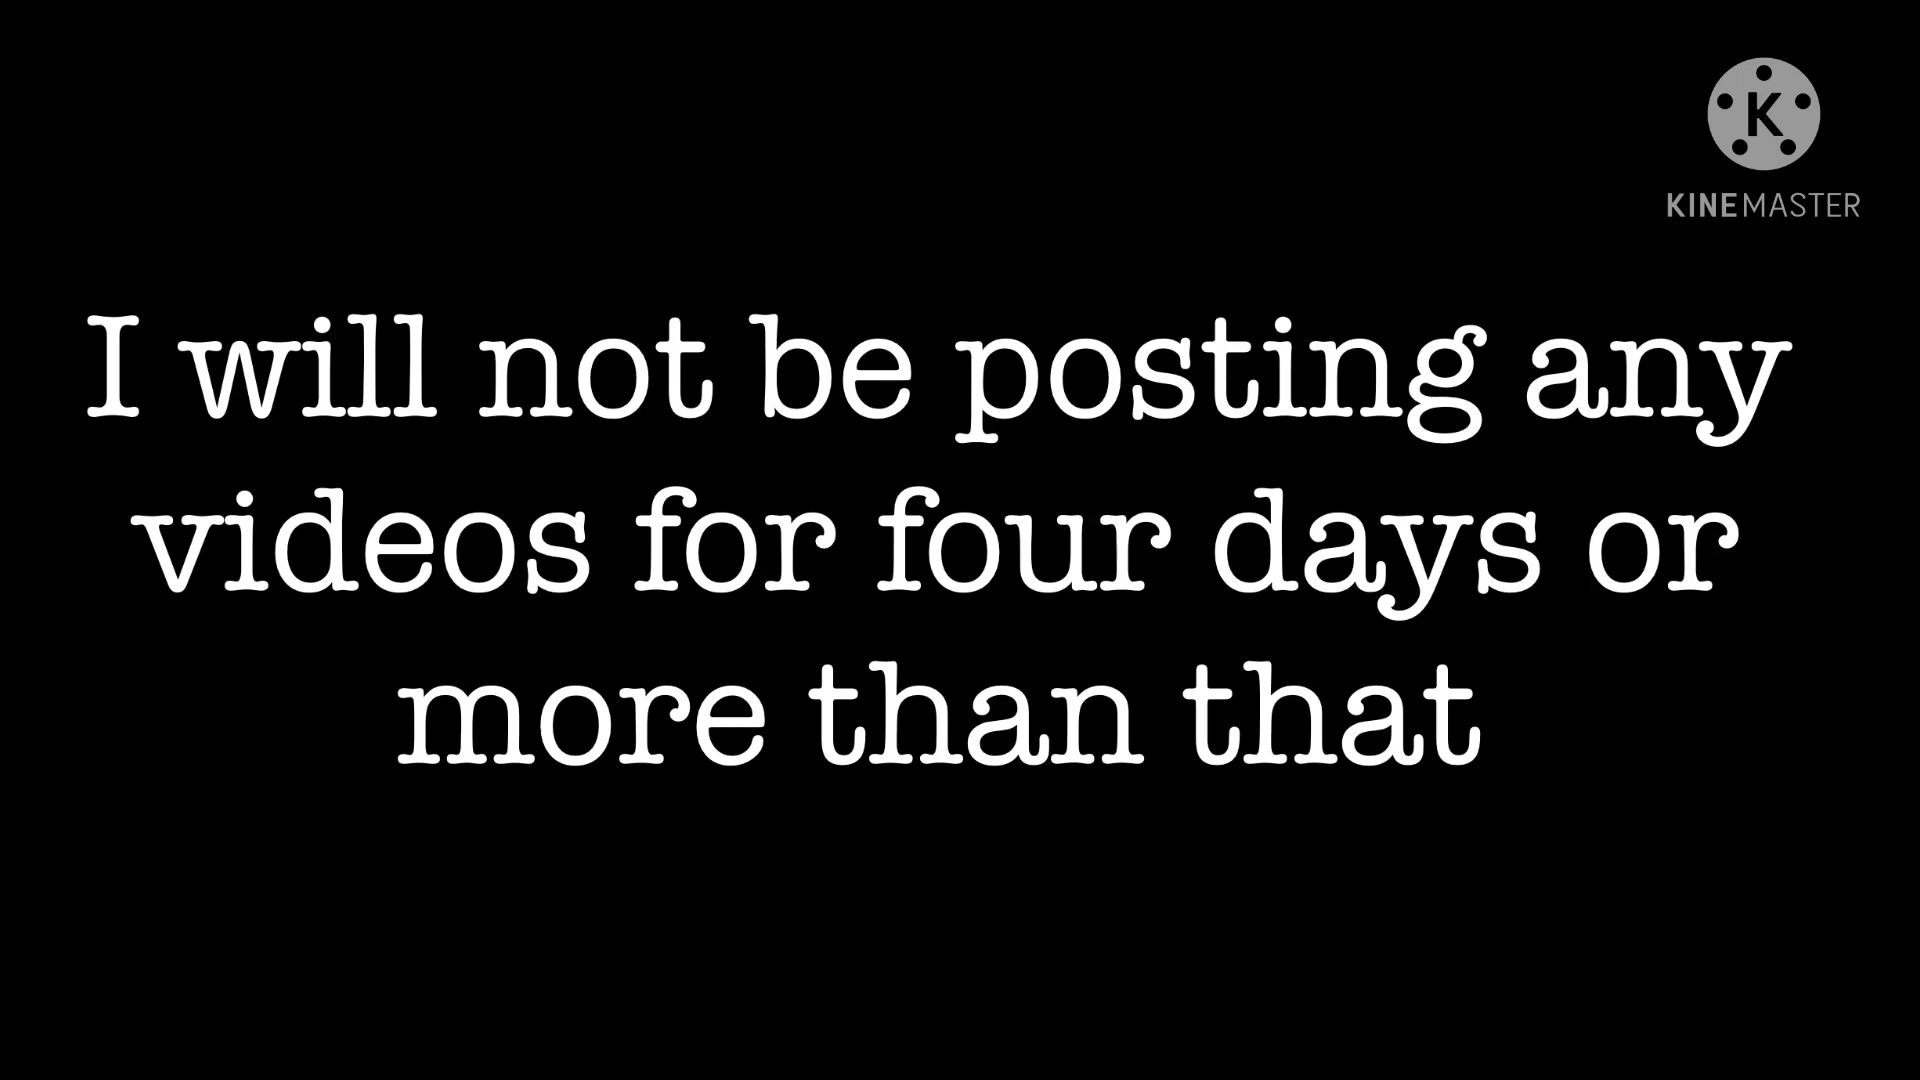 K
KINEMASTER
I will not be posting any
videos for four days or
more than that